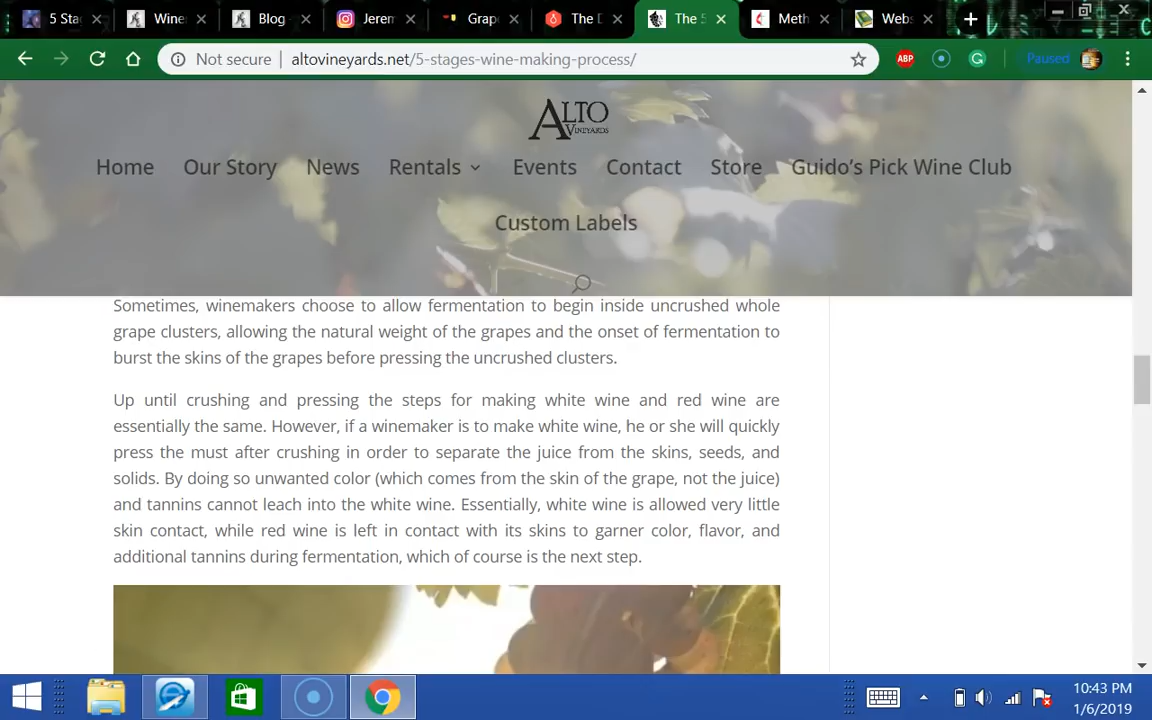 5 Stag
Wine
Blog
Jerem
Grap
The D
The 5
Meth
Webs
Not secure
altovineyards.net/5-stages-wine-making-process/
ABP
Paused
ALTO
VINEYARDS
Home
Our Story
News
Rentals
Events
Contact
Store
Guido's Pick Wine Club
Custom Labels
Sometimes, winemakers choose to allow fermentation to begin inside uncrushed whole
grape clusters, allowing the natural weight of the grapes and the onset of fermentation to
burst the skins of the grapes before pressing the uncrushed clusters.
Up until crushing and pressing the steps for making white wine and red wine are
essentially the same. However, if a winemaker is to make white wine, he or she will quickly
press the must after crushing in order to separate the juice from the skins, seeds, and
solids. By doing so unwanted color (which comes from the skin of the grape, not the juice)
and tannins cannot leach into the white wine. Essentially, white wine is allowed very little
skin contact, while red wine is left in contact with its skins to garner color, flavor, and
additional tannins during fermentation, which of course is the next step.
10:43 PM
1/6/2019